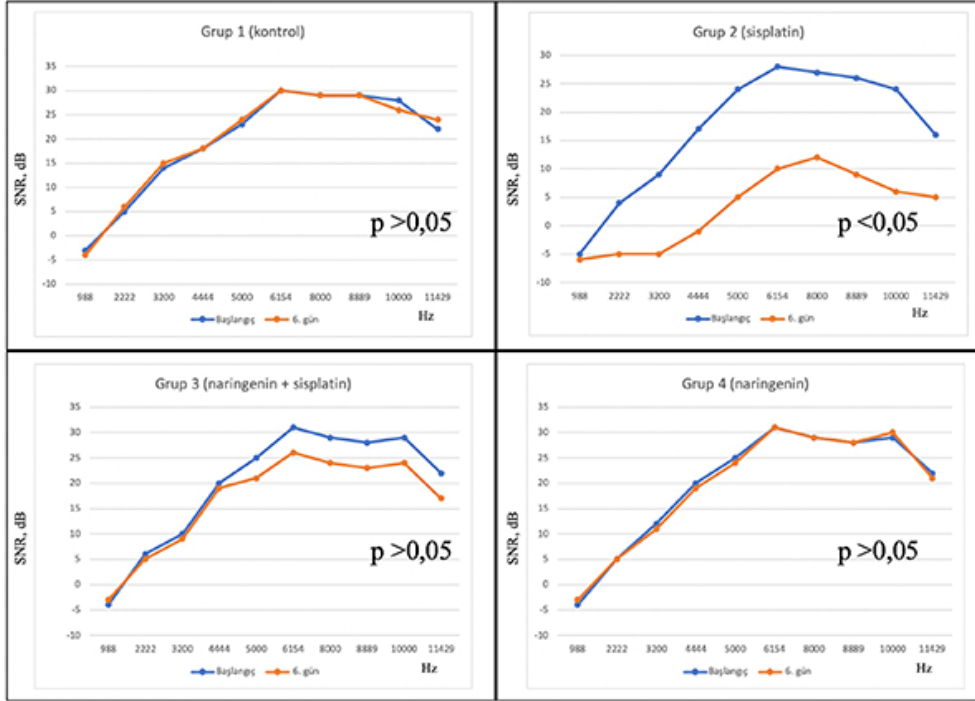 Grup 1 (kontrol)
35
30
25
20
15
10
5
0
-5
-10
SNR, dB
p >0,05
988 2222 3200 4444 5000 6154 8000 8889 10000 11429
Hz
Başlangıç 6. gün
Grup 2 (sisplatin)
30
25
20
15
10
5
0
-5
-10
SNR, dB
p <0,05
988 2222 3200 4444 5000 6154 8000 8889 10000 11429
Hz
Başlangıç 6. gün
Grup 3 (naringenin + sisplatin)
35
30
25
20
15
10
5
0
-5
-10
SNR, dB
p >0,05
988 2222 3200 4444 5000 6154 8000 8889 10000 11429
Hz
Başlangıç 6. gün
Grup 4 (naringenin)
35
30
25
20
15
10
5
0
-5
-10
SNR, dB
p >0,05
988 2222 3200 4444 5000 6154 8000 8889 10000 11429
Hz
Başlangıç 6. gün